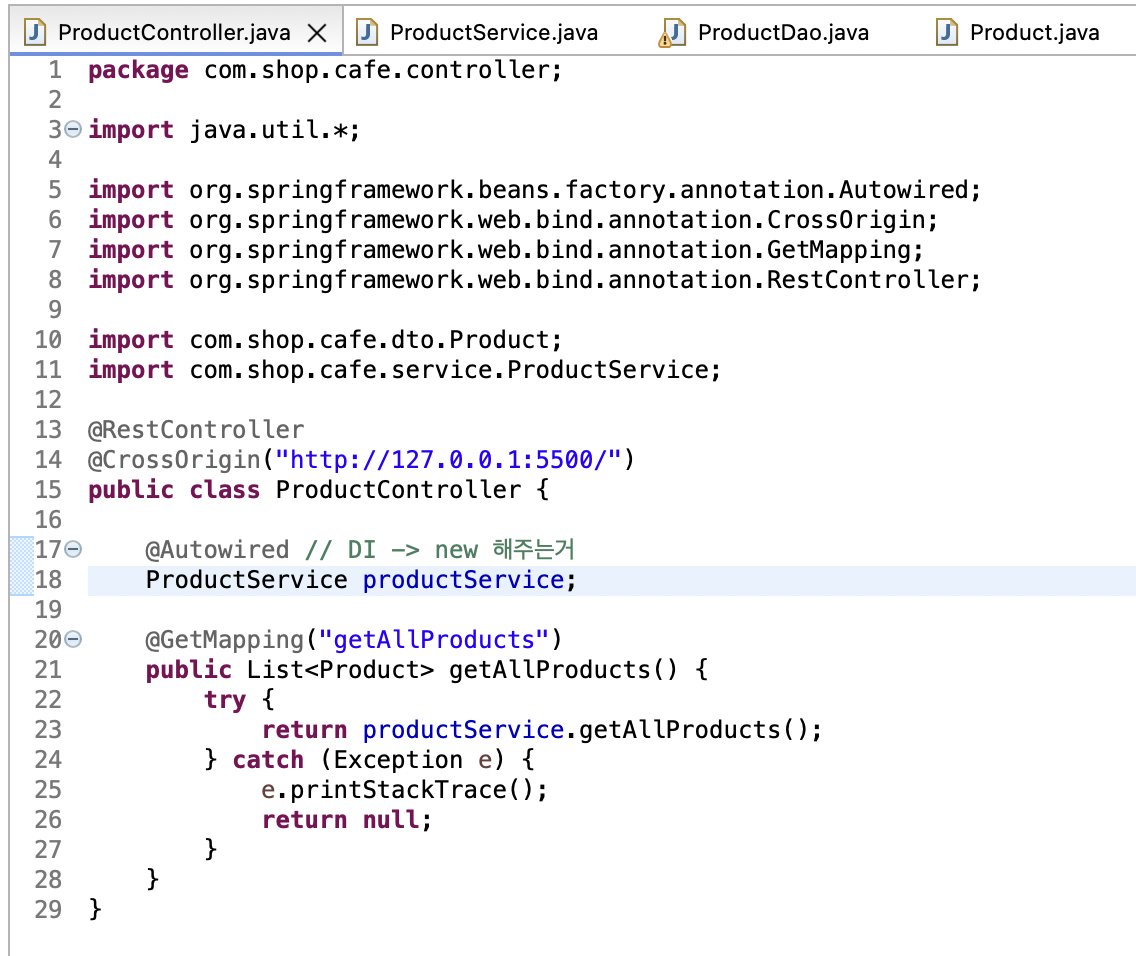 ProductController.java ProductService.java ProductDao.java Product.java
1 package com.shop.cafe.controller;
2
3 import java.util.*;
4
5 import org.springframework.beans.factory.annotation.Autowired;
6 import org.springframework.web.bind.annotation.CrossOrigin;
7 import org.springframework.web.bind.annotation.GetMapping;
8 import org.springframework.web.bind.annotation.RestController;
9
10 import com.shop.cafe.dto.Product;
11 import com.shop.cafe.service.ProductService;
12
13 @RestController
14 @CrossOrigin("http://127.0.0.1:5500/")
15 public class ProductController {
16
17     @Autowired // DI -> new 해주는거
18     ProductService productService;
19
20     @GetMapping("getAllProducts")
21     public List<Product> getAllProducts() {
22         try {
23             return productService.getAllProducts();
24         } catch (Exception e) {
25             e.printStackTrace();
26             return null;
27         }
28     }
29 }